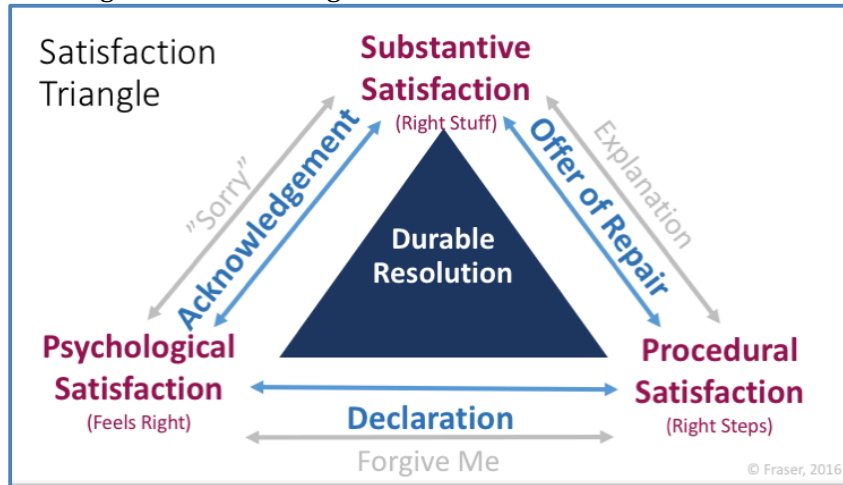 Satisfaction
Triangle
Substantive
Satisfaction
(Right Stuff)
"Sorry"
Acknowledgement
Offer of Repair
Explanation
Durable
Resolution
Psychological
Satisfaction
(Feels Right)
Procedural
Satisfaction
(Right Steps)
Declaration
Forgive Me
© Fraser, 2016